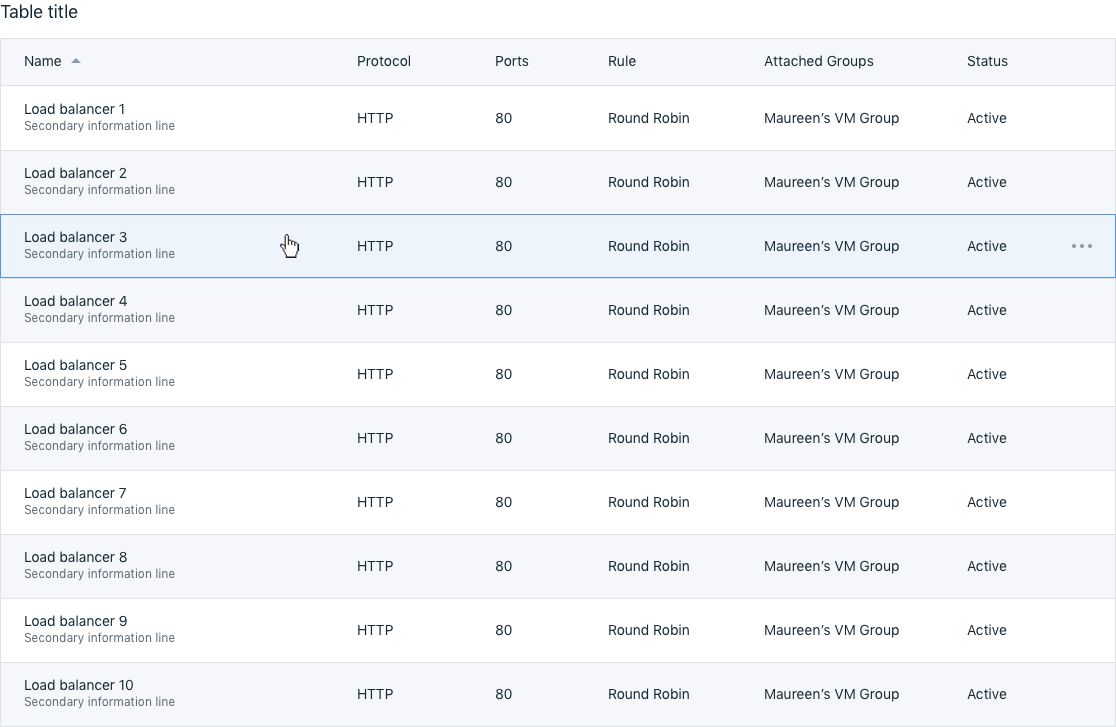 Table title
Name Protocol Ports Rule Attached Groups Status
Load balancer 1
Secondary information line
HTTP 80 Round Robin Maureen’s VM Group Active
Load balancer 2
Secondary information line
HTTP 80 Round Robin Maureen’s VM Group Active
Load balancer 3
Secondary information line
HTTP 80 Round Robin Maureen’s VM Group Active
Load balancer 4
Secondary information line
HTTP 80 Round Robin Maureen’s VM Group Active
Load balancer 5
Secondary information line
HTTP 80 Round Robin Maureen’s VM Group Active
Load balancer 6
Secondary information line
HTTP 80 Round Robin Maureen’s VM Group Active
Load balancer 7
Secondary information line
HTTP 80 Round Robin Maureen’s VM Group Active
Load balancer 8
Secondary information line
HTTP 80 Round Robin Maureen’s VM Group Active
Load balancer 9
Secondary information line
HTTP 80 Round Robin Maureen’s VM Group Active
Load balancer 10
Secondary information line
HTTP 80 Round Robin Maureen’s VM Group Active